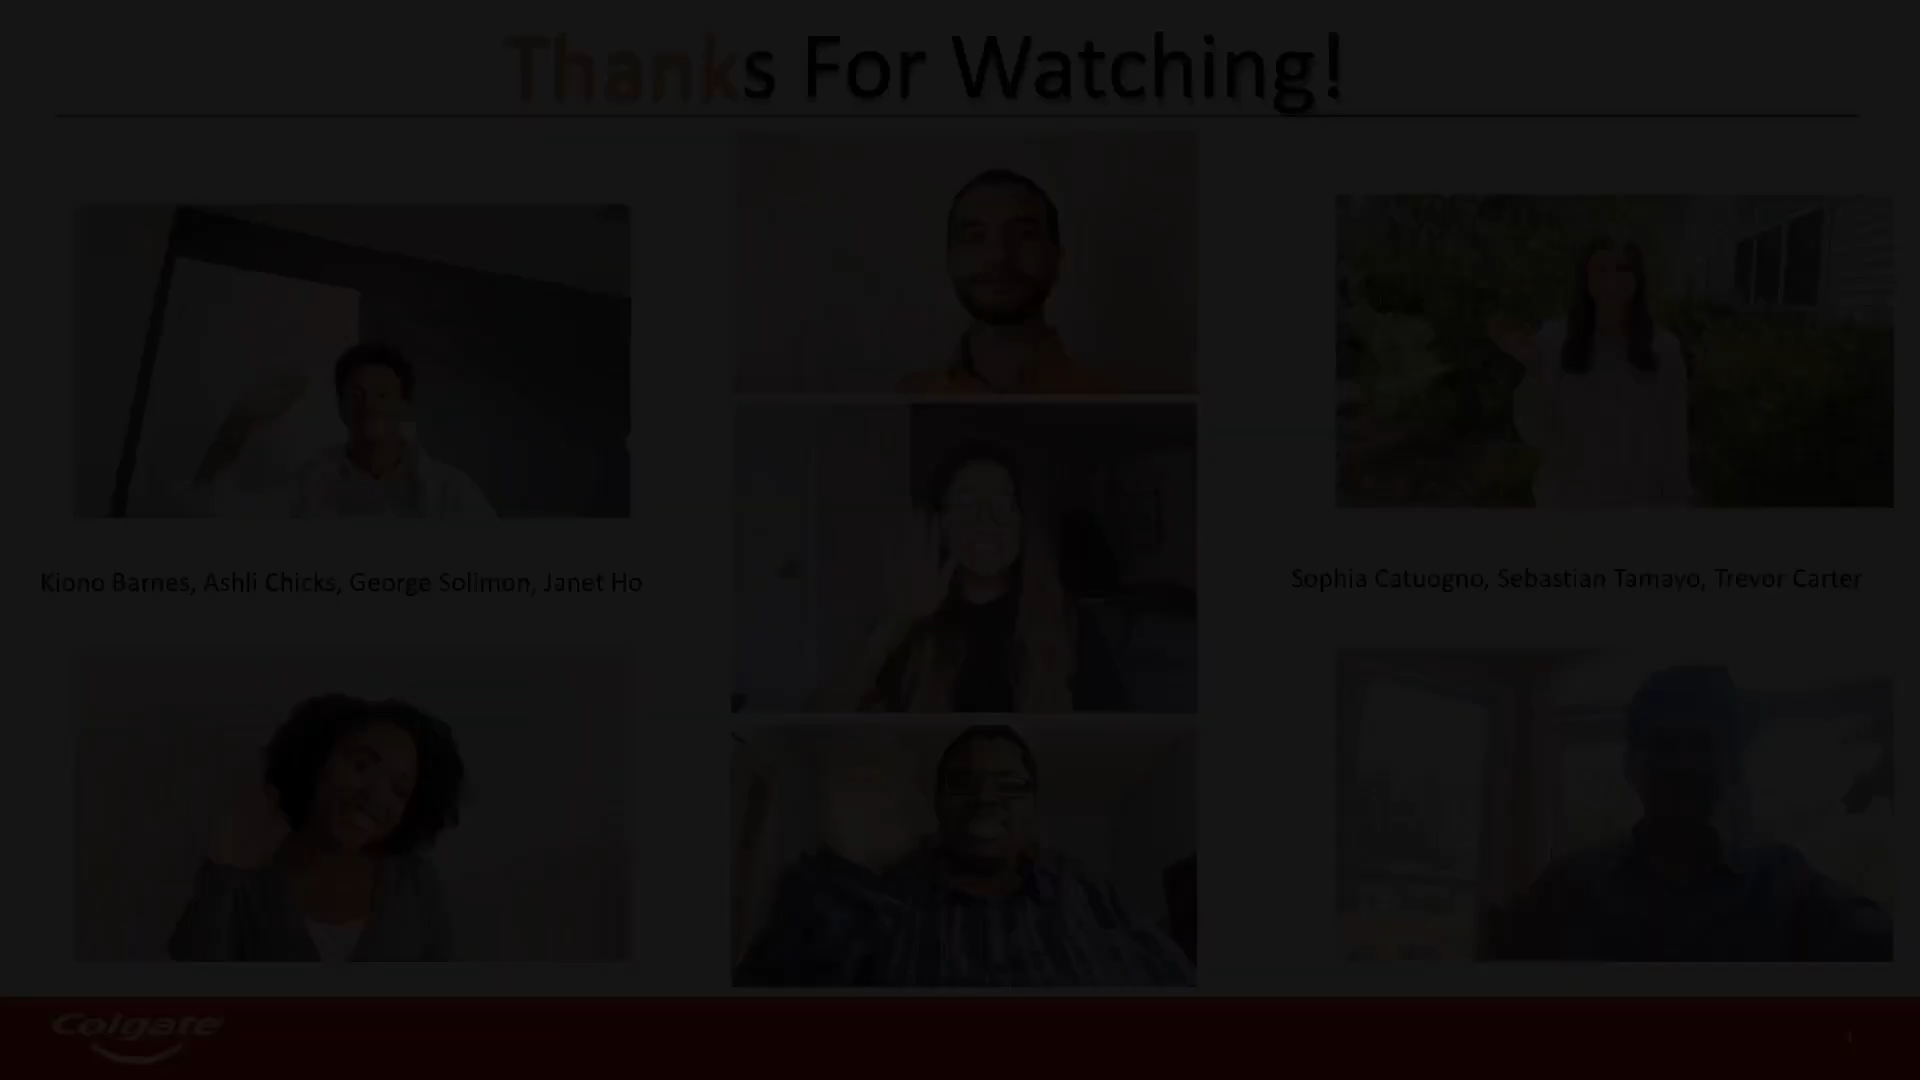 Thanks For Watching!
Kiono Barnes, Ashli Chicks, George Solimon, Janet Ho
Sophia Catuogno, Sebastian Tamayo, Trevor Carter
Colgate